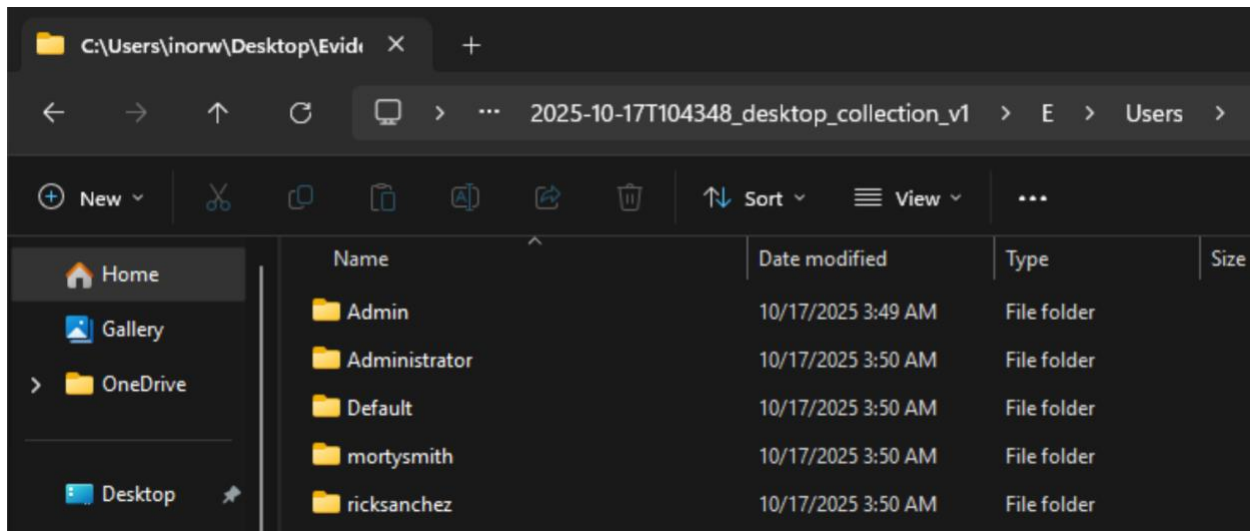 C:\Users\inorw\Desktop\Evide
2025-10-17T104348_desktop_collection_v1 > E > Users >
New Sort View
Name Date modified Type Size
Home
Gallery
OneDrive
Desktop
Admin 10/17/2025 3:49 AM File folder
Administrator 10/17/2025 3:50 AM File folder
Default 10/17/2025 3:50 AM File folder
mortysmith 10/17/2025 3:50 AM File folder
ricksanchez 10/17/2025 3:50 AM File folder